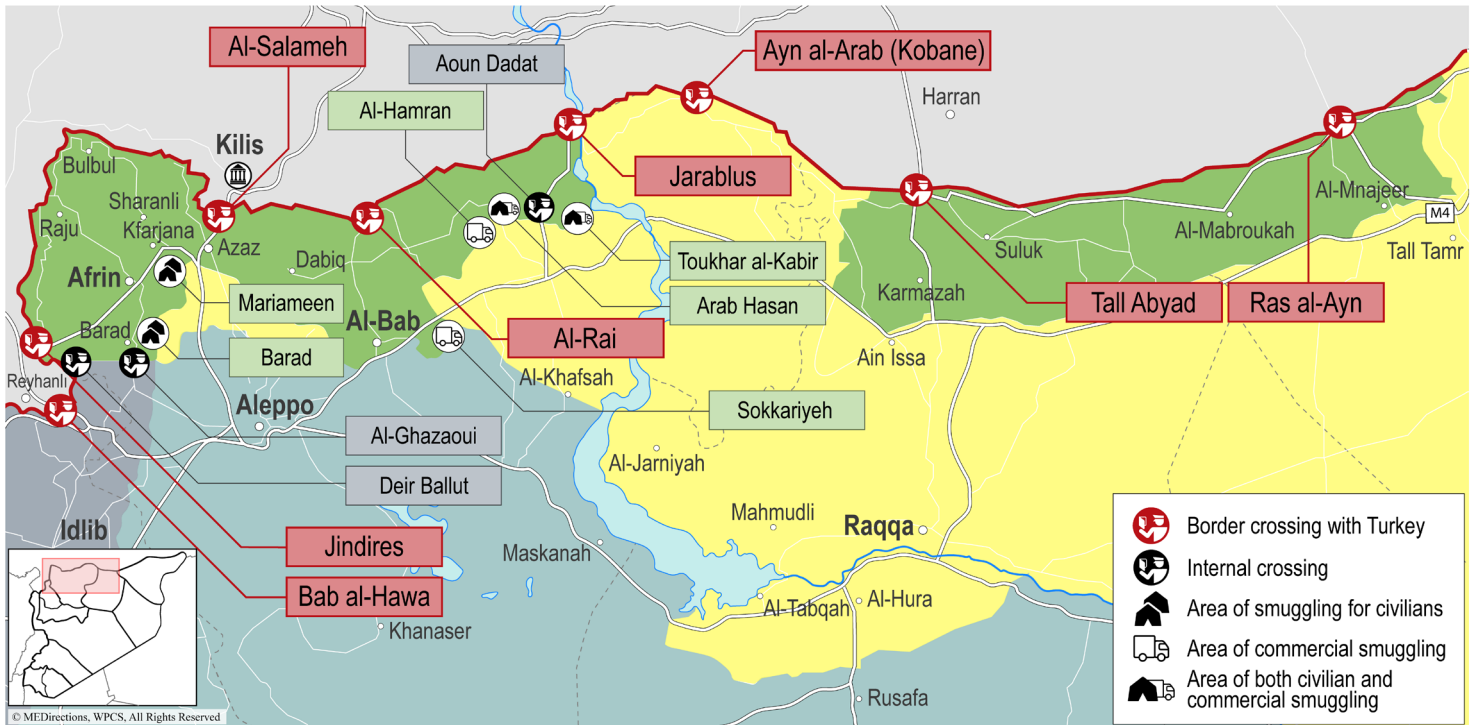 Al-Salameh
Aoun Dadat
Ayn al-Arab (Kobane)
Al-Hamran
Harran
Kilis
Bulbul
Jarablus
Sharanli
Kfarjana
Raju
Azaz
Al-Mnajeer
M4
Al-Mabroukah
Tall Tamr
Suluk
Dabiq
Toukhar al-Kabir
Afrin
Mariameen
Arab Hasan
Karmazah
Tall Abyad
Ras al-Ayn
Barad
Al-Bab
Al-Rai
Barad
Ain Issa
Reyhanli
Al-Khafsah
Aleppo
Sokkariyeh
Al-Ghazaoui
Al-Jarniyah
Deir Ballut
Mahmudli
Raqqa
Idlib
Jindires
Maskanah
Bab al-Hawa
Al-Tabqah
Al-Hura
Khanaser
Rusafa
Border crossing with Turkey
Internal crossing
Area of smuggling for civilians
Area of commercial smuggling
Area of both civilian and
commercial smuggling
© MEDirections, WPCS, All Rights Reserved